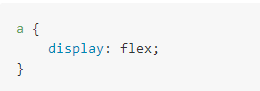 a {
    display: flex;
}